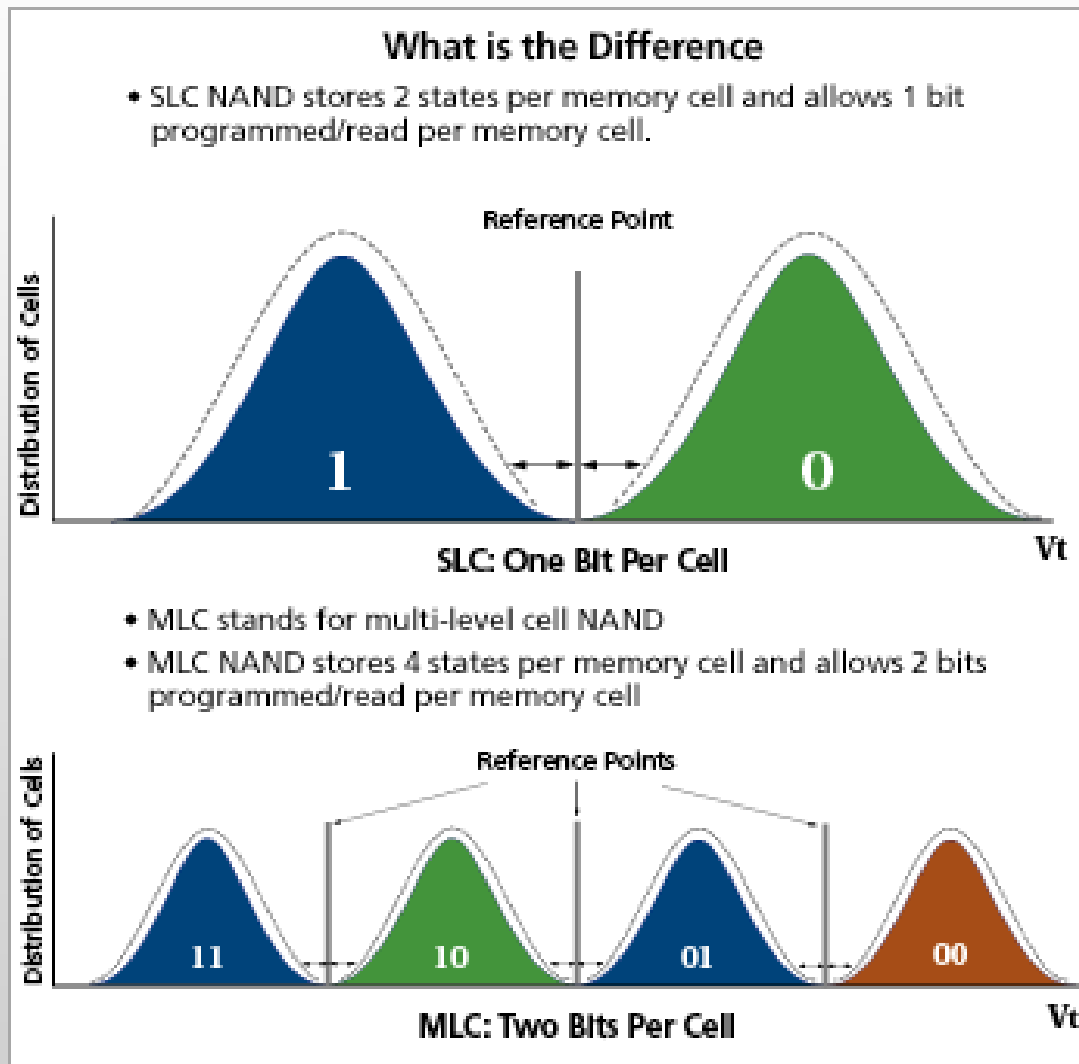 What is the Difference
• SLC NAND stores 2 states per memory cell and allows 1 bit
programmed/read per memory cell.
Reference Point
Distribution of Cells
1
0
Vt
SLC: One Bit Per Cell
• MLC stands for multi-level cell NAND
• MLC NAND stores 4 states per memory cell and allows 2 bits
programmed/read per memory cell
Reference Points
Distribution of Cells
11
10
01
00
Vt
MLC: Two Bits Per Cell